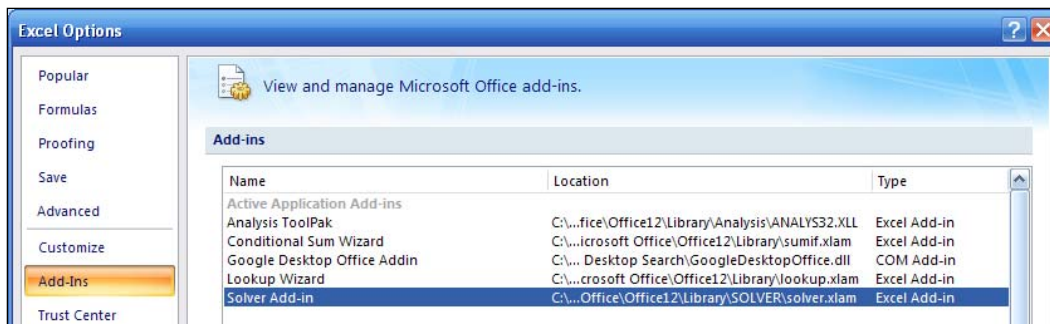 Excel Options
Popular
Formulas
Proofing
Save
Advanced
Customize
Add-Ins
Trust Center
View and manage Microsoft Office add-ins.
Add-ins
Name Location Type
Active Application Add-ins
Analysis ToolPak C:\...fice\Office12\Library\Analysis\ANALYS32.XLL Excel Add-in
Conditional Sum Wizard C:\...icrosoft Office\Office12\Library\sumif.xlam Excel Add-in
Google Desktop Office Addin C:\... Desktop Search\GoogleDesktopOffice.dll COM Add-in
Lookup Wizard C:\...crosoft Office\Office12\Library\lookup.xlam Excel Add-in
Solver Add-in C:\...Office\Office12\Library\SOLVER\solver.xlam Excel Add-in